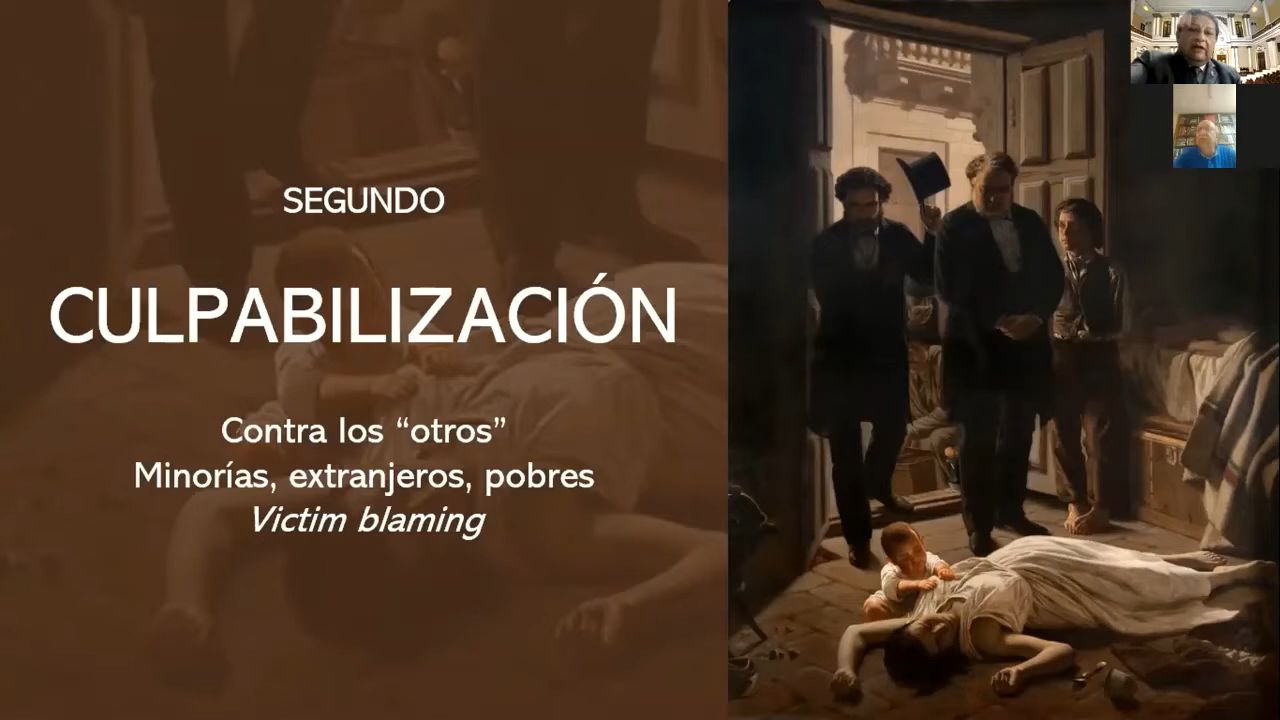 SEGUNDO
CULPABILIZACIÓN
Contra los “otros”
Minorías, extranjeros, pobres
Victim blaming